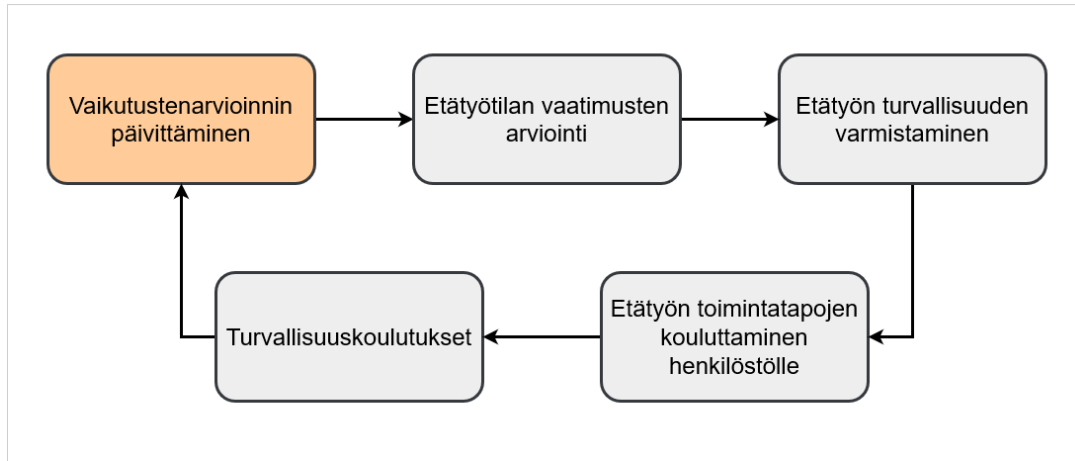 Vaikutustenarvioinnin
päivittäminen
Etätyötilan vaatimusten
arviointi
Etätyön turvallisuuden
varmistaminen
Etätyön toimintatapojen
kouluttaminen
henkilöstölle
Turvallisuuskoulutukset